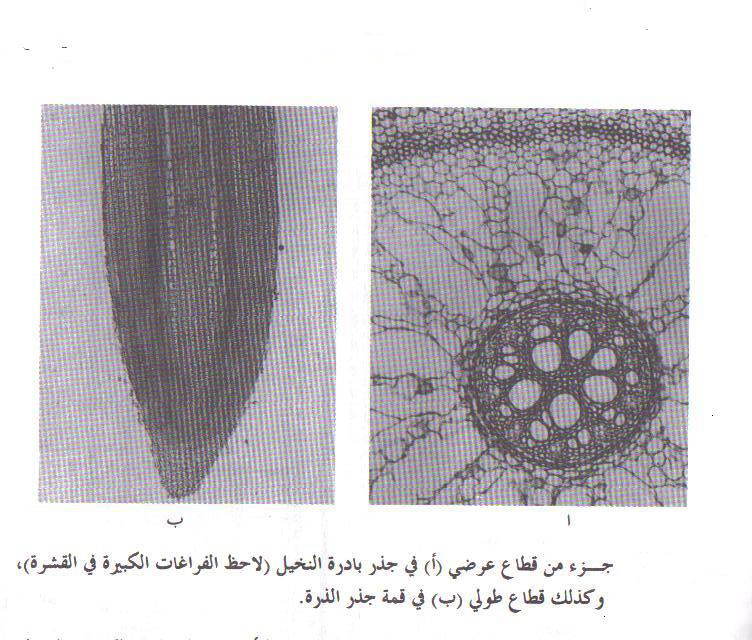 ا
ب
جـــزء من قطاع عرضي (أ) في جذر بادرة النخيل (لاحظ الفراغات الكبيرة في القشرة)،
وكذلك قطاع طولي (ب) في قمة جذر الذرة.